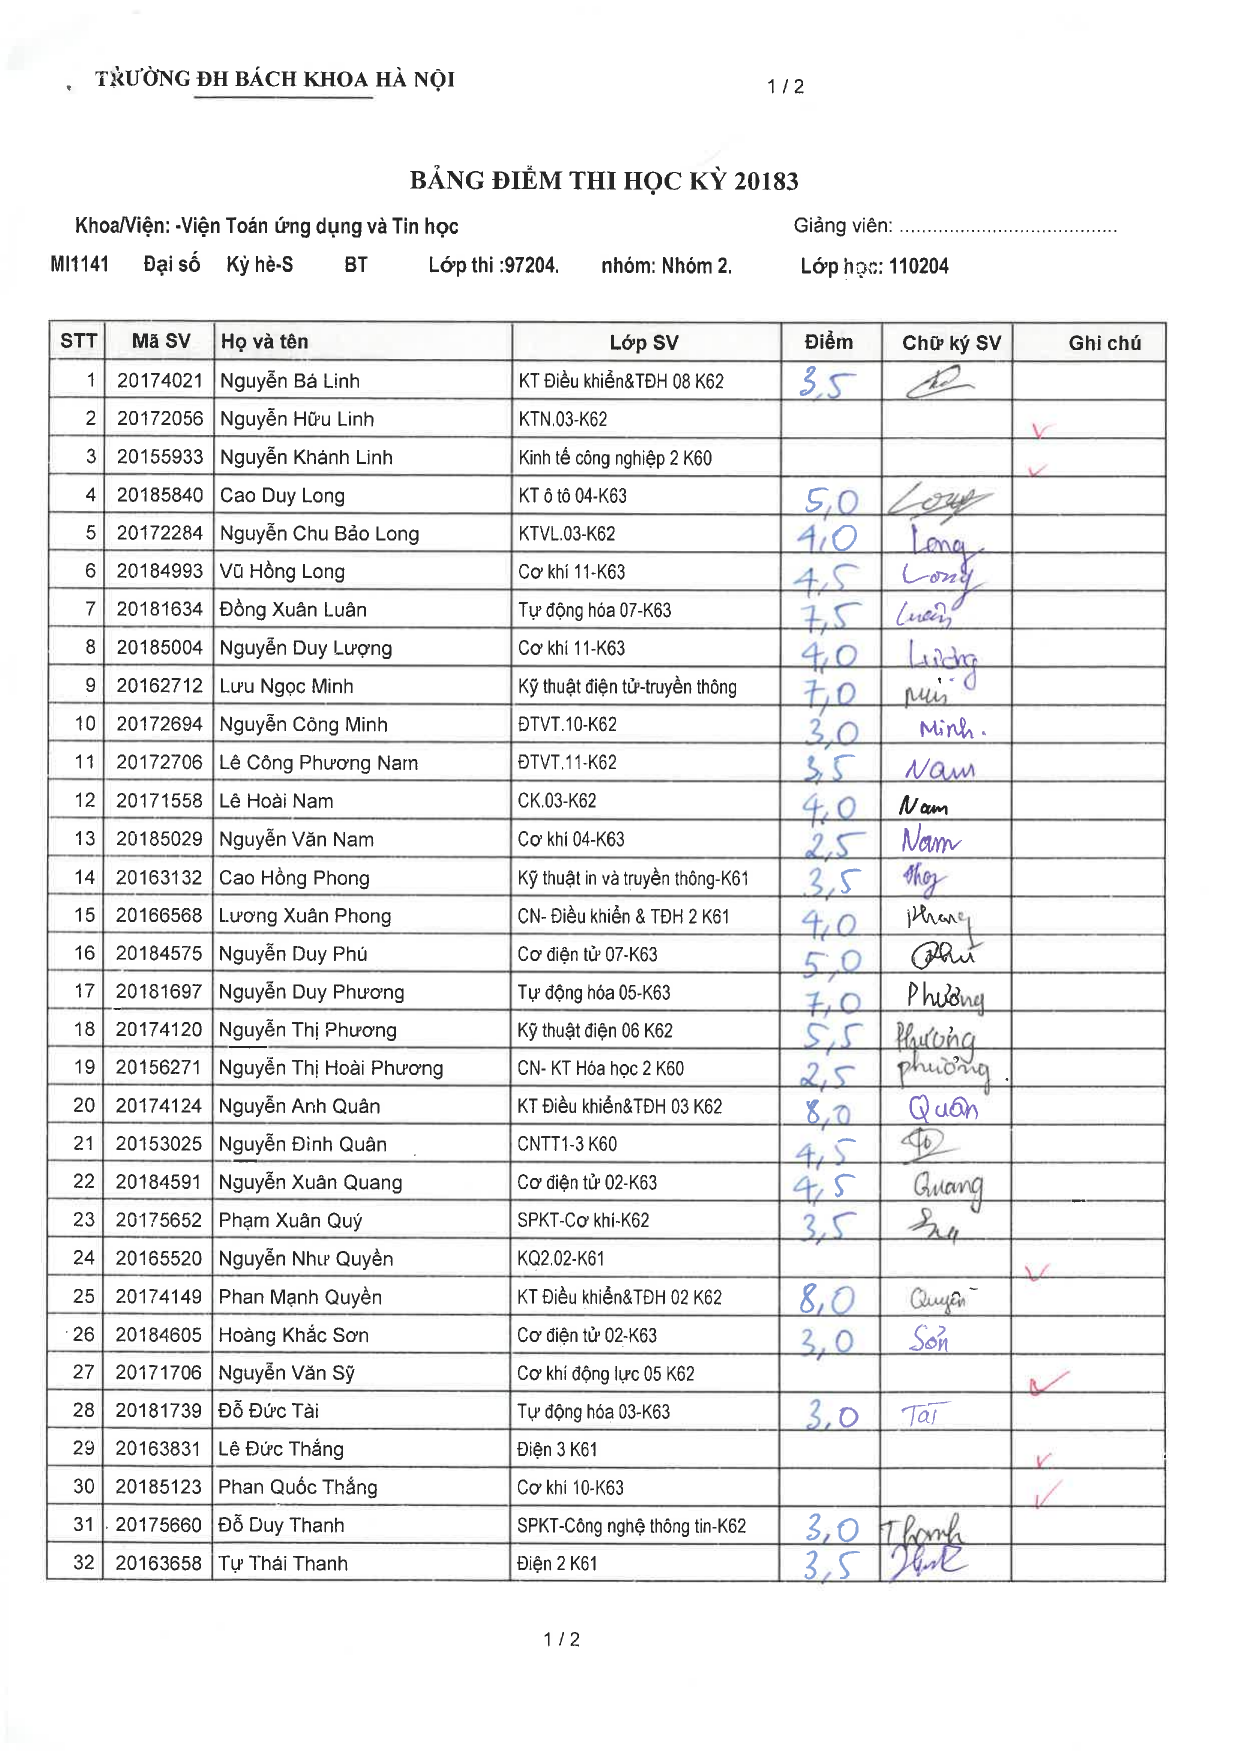 TRƯỜNG ĐH BÁCH KHOA HÀ NỘI 1 / 2
BẢNG ĐIỂM THI HỌC KỲ 20183
Khoa/Viện: -Viện Toán ứng dụng và Tin học Giảng viên: .......................................
MI1141 Đại số Kỳ hè-S BT Lớp thi :97204. nhóm: Nhóm 2. Lớp học: 110204
STT Mã SV Họ và tên Lớp SV Điểm Chữ ký SV Ghi chú
1 20174021 Nguyễn Bá Linh KT Điều khiển&TĐH 08 K62 3,5
2 20172056 Nguyễn Hữu Linh KTN.03-K62
3 20155933 Nguyễn Khánh Linh Kinh tế công nghiệp 2 K60
4 20185840 Cao Duy Long KT ô tô 04-K63 5,0 Long
5 20172284 Nguyễn Chu Bảo Long KTVL.03-K62 4,0 Long
6 20184993 Vũ Hồng Long Cơ khí 11-K63 4,5 Long
7 20181634 Đồng Xuân Luân Tự động hóa 07-K63 7,5 Luân
8 20185004 Nguyễn Duy Lượng Cơ khí 11-K63 4,0 Lượng
9 20162712 Lưu Ngọc Minh Kỹ thuật điện tử-truyền thông 7,0
10 20172694 Nguyễn Công Minh ĐTVT.10-K62 3,0 Minh.
11 20172706 Lê Công Phương Nam ĐTVT.11-K62 3,5 Nam
12 20171558 Lê Hoài Nam CK.03-K62 4,0 Nam
13 20185029 Nguyễn Văn Nam Cơ khí 04-K63 2,5 Nam
14 20163132 Cao Hồng Phong Kỹ thuật in và truyền thông-K61 3,5
15 20166568 Lương Xuân Phong CN- Điều khiển & TĐH 2 K61 4,0 Phong
16 20184575 Nguyễn Duy Phú Cơ điện tử 07-K63 5,0 Phú
17 20181697 Nguyễn Duy Phương Tự động hóa 05-K63 7,0 Phương
18 20174120 Nguyễn Thị Phương Kỹ thuật điện 06 K62 5,5 Phương
19 20156271 Nguyễn Thị Hoài Phương CN- KT Hóa học 2 K60 2,5 phương
20 20174124 Nguyễn Anh Quân KT Điều khiển&TĐH 03 K62 8,0 Quân
21 20153025 Nguyễn Đình Quân CNTT1-3 K60 4,5
22 20184591 Nguyễn Xuân Quang Cơ điện tử 02-K63 4,5 Quang
23 20175652 Phạm Xuân Quý SPKT-Cơ khí-K62 3,5
24 20165520 Nguyễn Như Quyền KQ2.02-K61
25 20174149 Phan Mạnh Quyền KT Điều khiển&TĐH 02 K62 8,0 Quyền
26 20184605 Hoàng Khắc Sơn Cơ điện tử 02-K63 3,0 Sơn
27 20171706 Nguyễn Văn Sỹ Cơ khí động lực 05 K62
28 20181739 Đỗ Đức Tài Tự động hóa 03-K63 3,0 Tài
29 20163831 Lê Đức Thắng Điện 3 K61
30 20185123 Phan Quốc Thắng Cơ khí 10-K63
31 20175660 Đỗ Duy Thanh SPKT-Công nghệ thông tin-K62 3,0 Thanh
32 20163658 Tự Thái Thanh Điện 2 K61 3,5
1 / 2